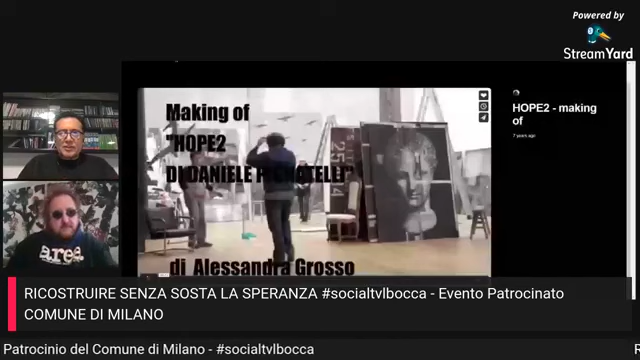 Powered by
StreamYard
Making of
"HOPE2
DI DANIELE
HOPE2 - making
of
7 years ago
di Alessandra Grosso
area
RICOSTRUIRE SENZA SOSTA LA SPERANZA #socialtvlbocca - Evento Patrocinato
COMUNE DI MILANO
Patrocinio del Comune di Milano - #socialtvlbocca
R